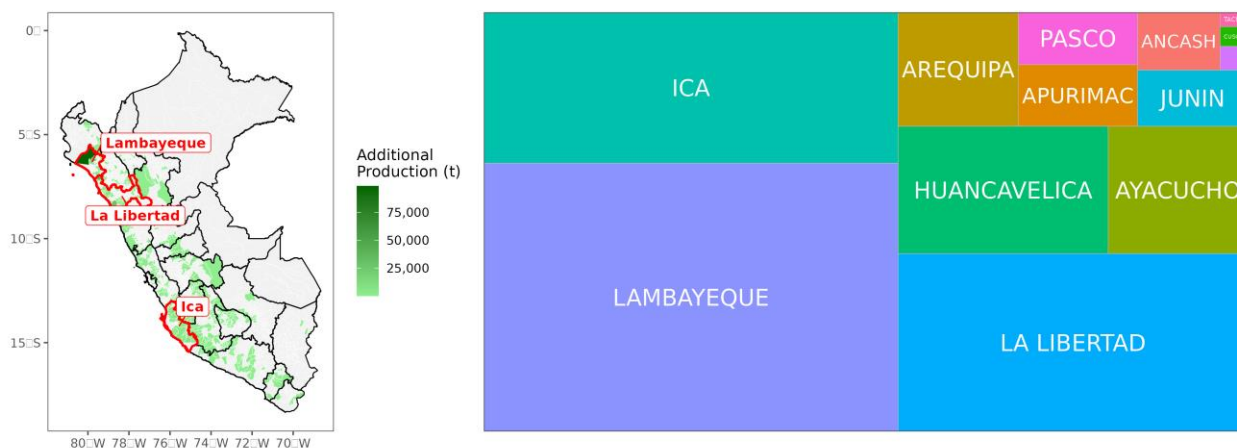 0□
5□S
10□S
15□S
80□W 78□W 76□W 74□W 72□W 70□W
Lambayeque
La Libertad
Ica
Additional
Production (t)
75,000
50,000
25,000
ICA
LAMBAYEQUE
AREQUIPA
PASCO
APURIMAC
ANCASH
JUNIN
HUANCAVELICA
AYACUCHO
LA LIBERTAD